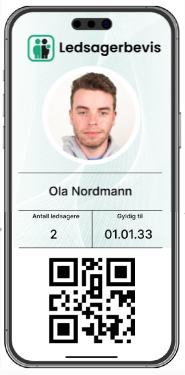 Ledsagerbevis
Ola Nordmann
Antall ledsagere
Gyldig til
2
01.01.33